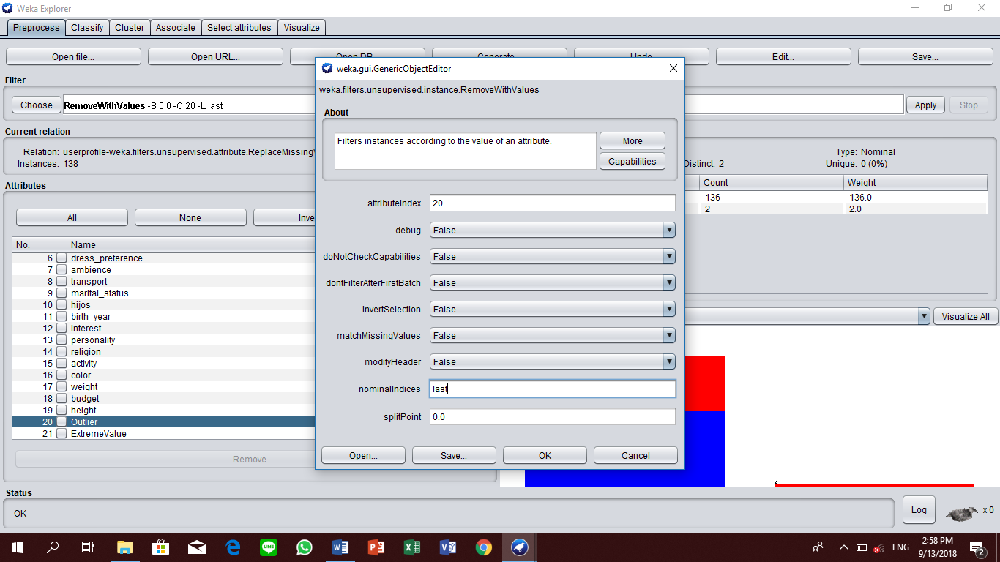 Weka Explorer
Preprocess Classify Cluster Associate Select attributes Visualize
Open file... Open URL... Open DB Generate Undo Edit... Save...
weka.gui.GenericObjectEditor
Filter
Choose RemoveWithValues -S 0.0 -C 20 -L last Apply Stop
weka.filters.unsupervised.instance.RemoveWithValues
About
Filters instances according to the value of an attribute. More
Capabilities
Current relation
Relation: userprofile-weka.filters.unsupervised.attribute.ReplaceMissing
Instances: 138
Distinct: 2 Type: Nominal
Unique: 0 (0%)
Count Weight
136 136.0
2 2.0
Attributes
All None Inve
No. Name
6 dress_preference
7 ambience
8 transport
9 marital_status
10 hijos
11 birth_year
12 interest
13 personality
14 religion
15 activity
16 color
17 weight
18 budget
19 height
20 Outlier
21 ExtremeValue
Remove
attributeIndex 20
debug False
doNotCheckCapabilities False
dontFilterAfterFirstBatch False
invertSelection False
matchMissingValues False
modifyHeader False
nominalIndices last
splitPoint 0.0
Open... Save... OK Cancel
Visualize All
2
Status
OK
Log x 0
LINE
ENG
2:58 PM
9/13/2018
2